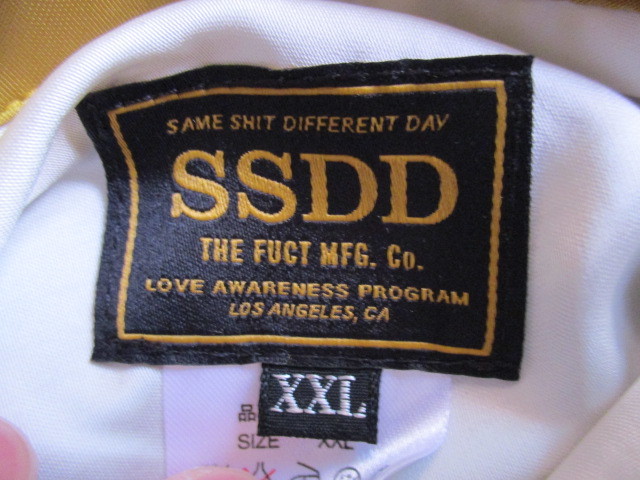 SAME SHIT DIFFERENT DAY
SSDD
THE FUCT MFG. Co.
LOVE AWARENESS PROGRAM
LOS ANGELES, CA
XXL
品
SIZE XXL